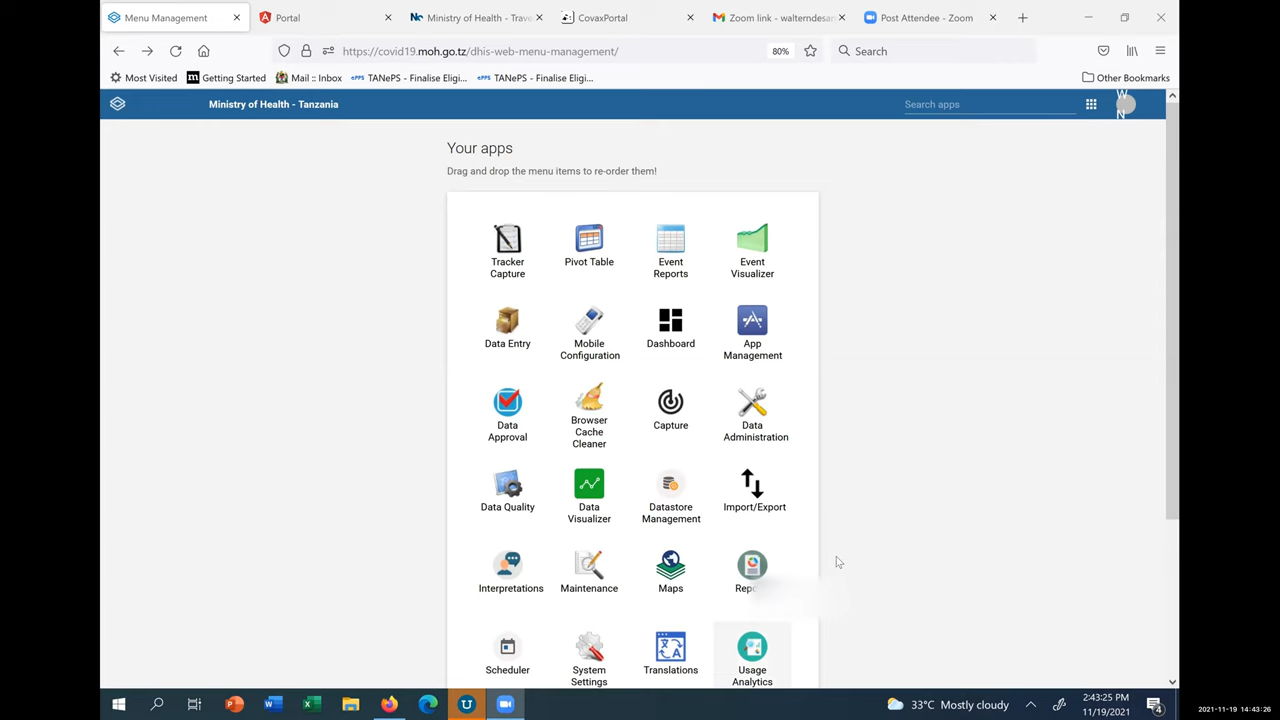 Menu Management
Portal
Ministry of Health - Trave
CovaxPortal
Zoom link - walterndesan
Post Attendee - Zoom
https://covid19.moh.go.tz/dhis-web-menu-management/
80%
Search
Most Visited
Getting Started
Mail :: Inbox
TANePS - Finalise Eligi...
TANePS - Finalise Eligi...
Other Bookmarks
Ministry of Health - Tanzania
Search apps
W
N
Your apps
Drag and drop the menu items to re-order them!
Tracker
Capture
Pivot Table
Event
Reports
Event
Visualizer
Data Entry
Mobile
Configuration
Dashboard
App
Management
Data
Approval
Browser
Cache
Cleaner
Capture
Data
Administration
Data Quality
Data
Visualizer
Datastore
Management
Import/Export
Interpretations
Maintenance
Maps
Scheduler
System
Settings
Translations
Usage
Analytics
33°C Mostly cloudy
2:43:25 PM
11/19/2021
4
2021-11-19 14:43:26